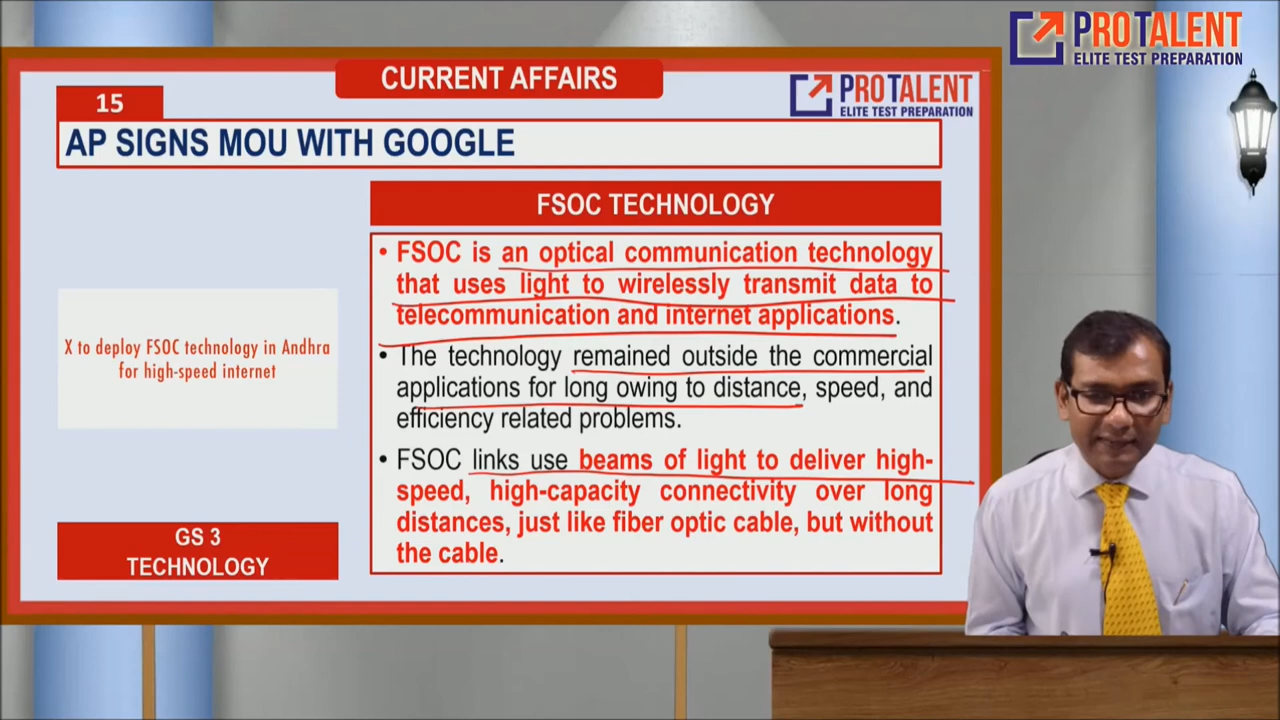 PROTALENT
ELITE TEST PREPARATION
CURRENT AFFAIRS
PROTALENT
ELITE TEST PREPARATION
15
AP SIGNS MOU WITH GOOGLE
FSOC TECHNOLOGY
• FSOC is an optical communication technology
that uses light to wirelessly transmit data to
telecommunication and internet applications.
• The technology remained outside the commercial
applications for long owing to distance, speed, and
efficiency related problems.
• FSOC links use beams of light to deliver high-
speed, high-capacity connectivity over long
distances, just like fiber optic cable, but without
the cable.
X to deploy FSOC technology in Andhra
for high-speed internet
GS 3
TECHNOLOGY